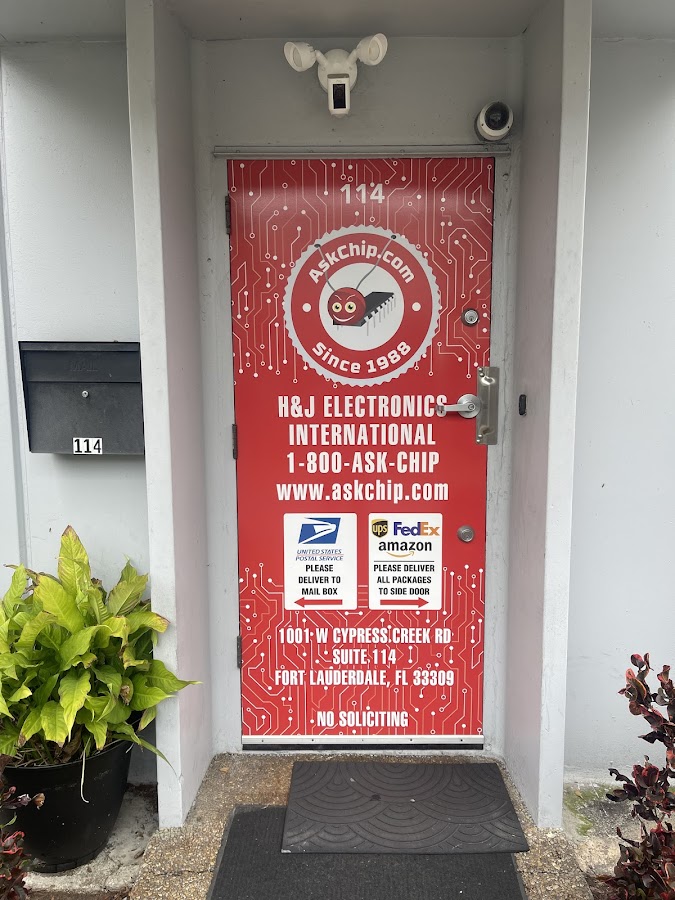 114
AskChip.com
Since 1988
H&J ELECTRONICS
INTERNATIONAL
1-800-ASK-CHIP
www.askchip.com
UNITED STATES
POSTAL SERVICE
PLEASE
DELIVER TO
MAIL BOX
ups FedEx
amazon
PLEASE DELIVER
ALL PACKAGES
TO SIDE DOOR
1001 W CYPRESS CREEK RD
SUITE 114
FORT LAUDERDALE, FL 33309
NO SOLICITING
114